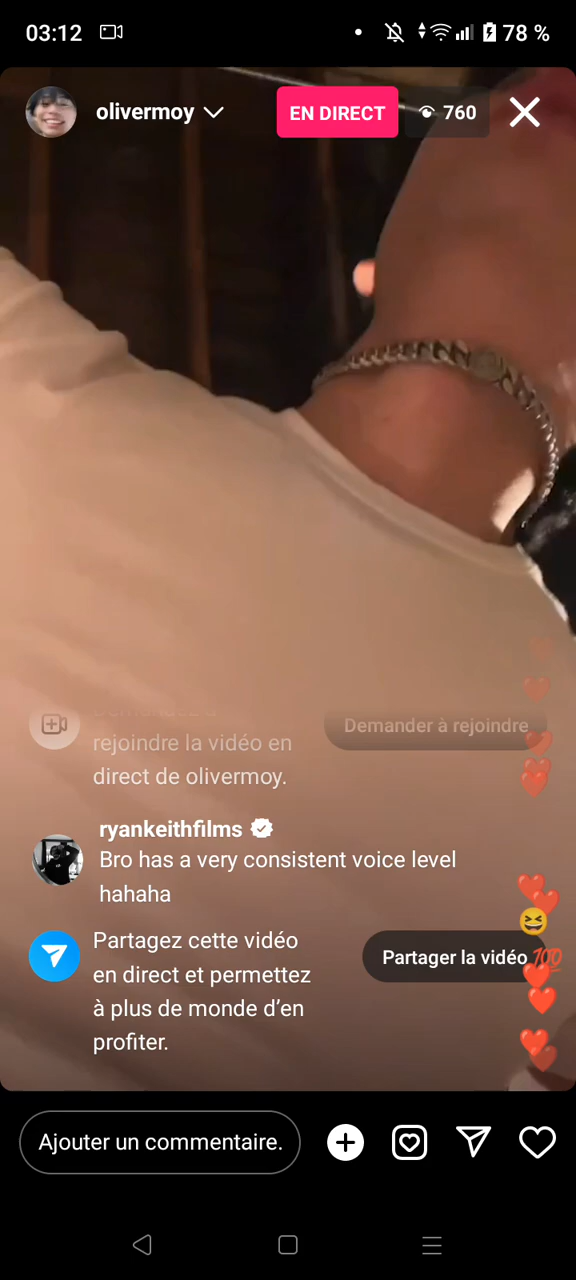 03:12
78 %
olivermoy
EN DIRECT
760
rejoindre la vidéo en
direct de olivermoy.
Demander à rejoindre
ryankeithfilms
Bro has a very consistent voice level
hahaha
Partagez cette vidéo
en direct et permettez
à plus de monde d’en
profiter.
Partager la vidéo
100
Ajouter un commentaire.